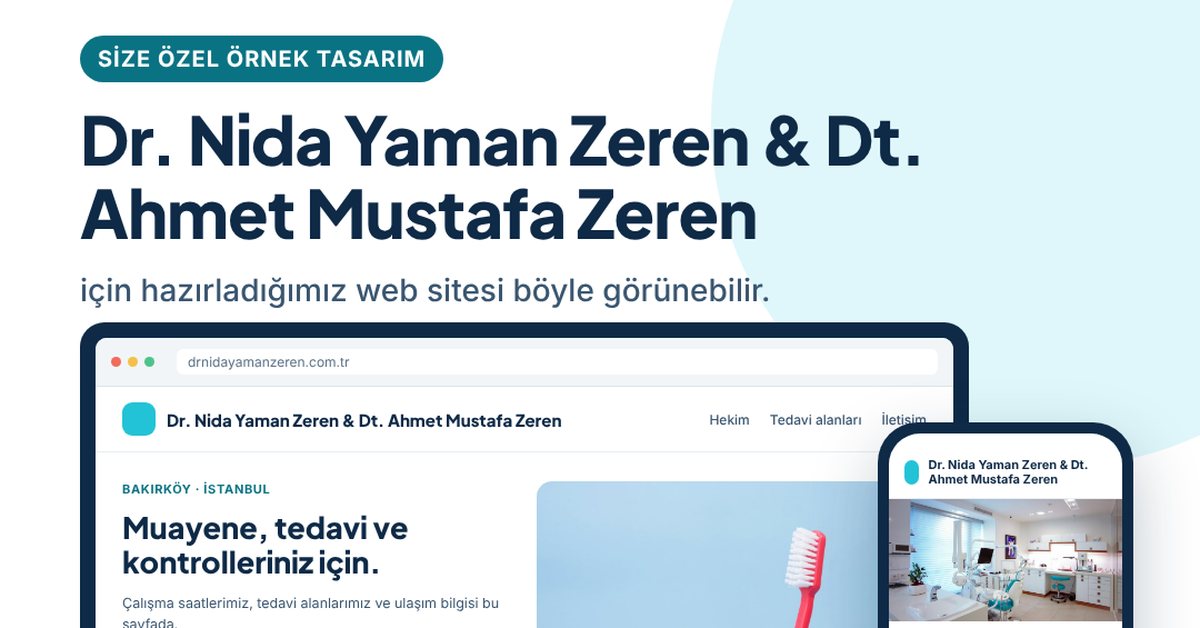 SİZE ÖZEL ÖRNEK TASARIM
Dr. Nida Yaman Zeren & Dt.
Ahmet Mustafa Zeren
için hazırladığımız web sitesi böyle görünebilir.
drnidayamanzeren.com.tr
Dr. Nida Yaman Zeren & Dt. Ahmet Mustafa Zeren
Hekim Tedavi alanları İletişim
BAKIRKÖY · İSTANBUL
Muayene, tedavi ve
kontrolleriniz için.
Çalışma saatlerimiz, tedavi alanlarımız ve ulaşım bilgisi bu
sayfada.
Dr. Nida Yaman Zeren & Dt.
Ahmet Mustafa Zeren